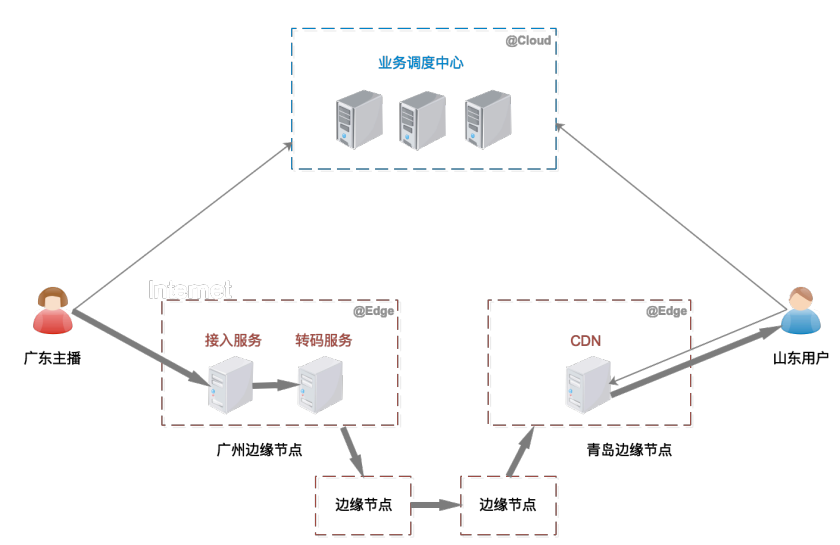 @Cloud
业务调度中心
Internet
@Edge
@Edge
接入服务
转码服务
CDN
广东主播
山东用户
广州边缘节点
青岛边缘节点
边缘节点
边缘节点